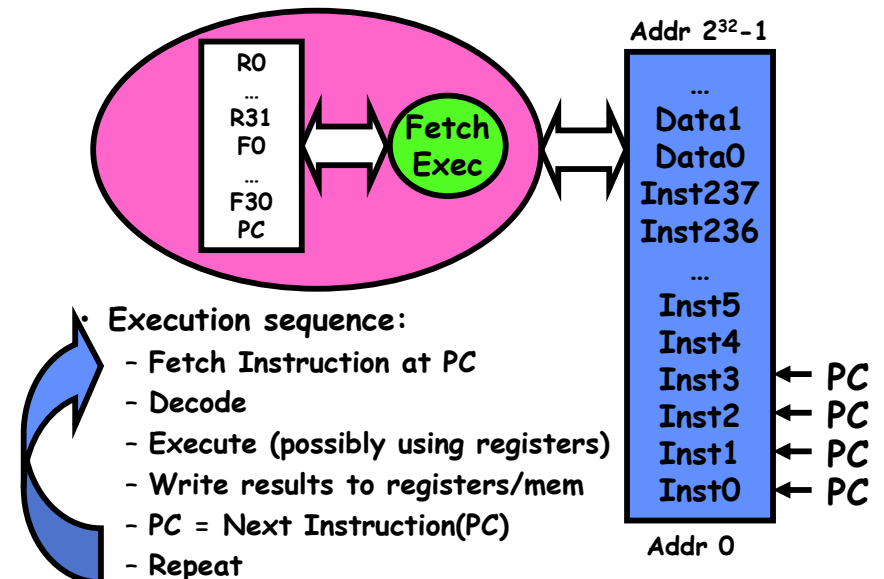 R0
…
R31
F0
…
F30
PC
Fetch
Exec
Addr 2³²-1
…
Data1
Data0
Inst237
Inst236
…
Inst5
Inst4
Inst3 PC
Inst2 PC
Inst1 PC
Inst0 PC
Addr 0
• Execution sequence:
– Fetch Instruction at PC
– Decode
– Execute (possibly using registers)
– Write results to registers/mem
– PC = Next Instruction(PC)
– Repeat